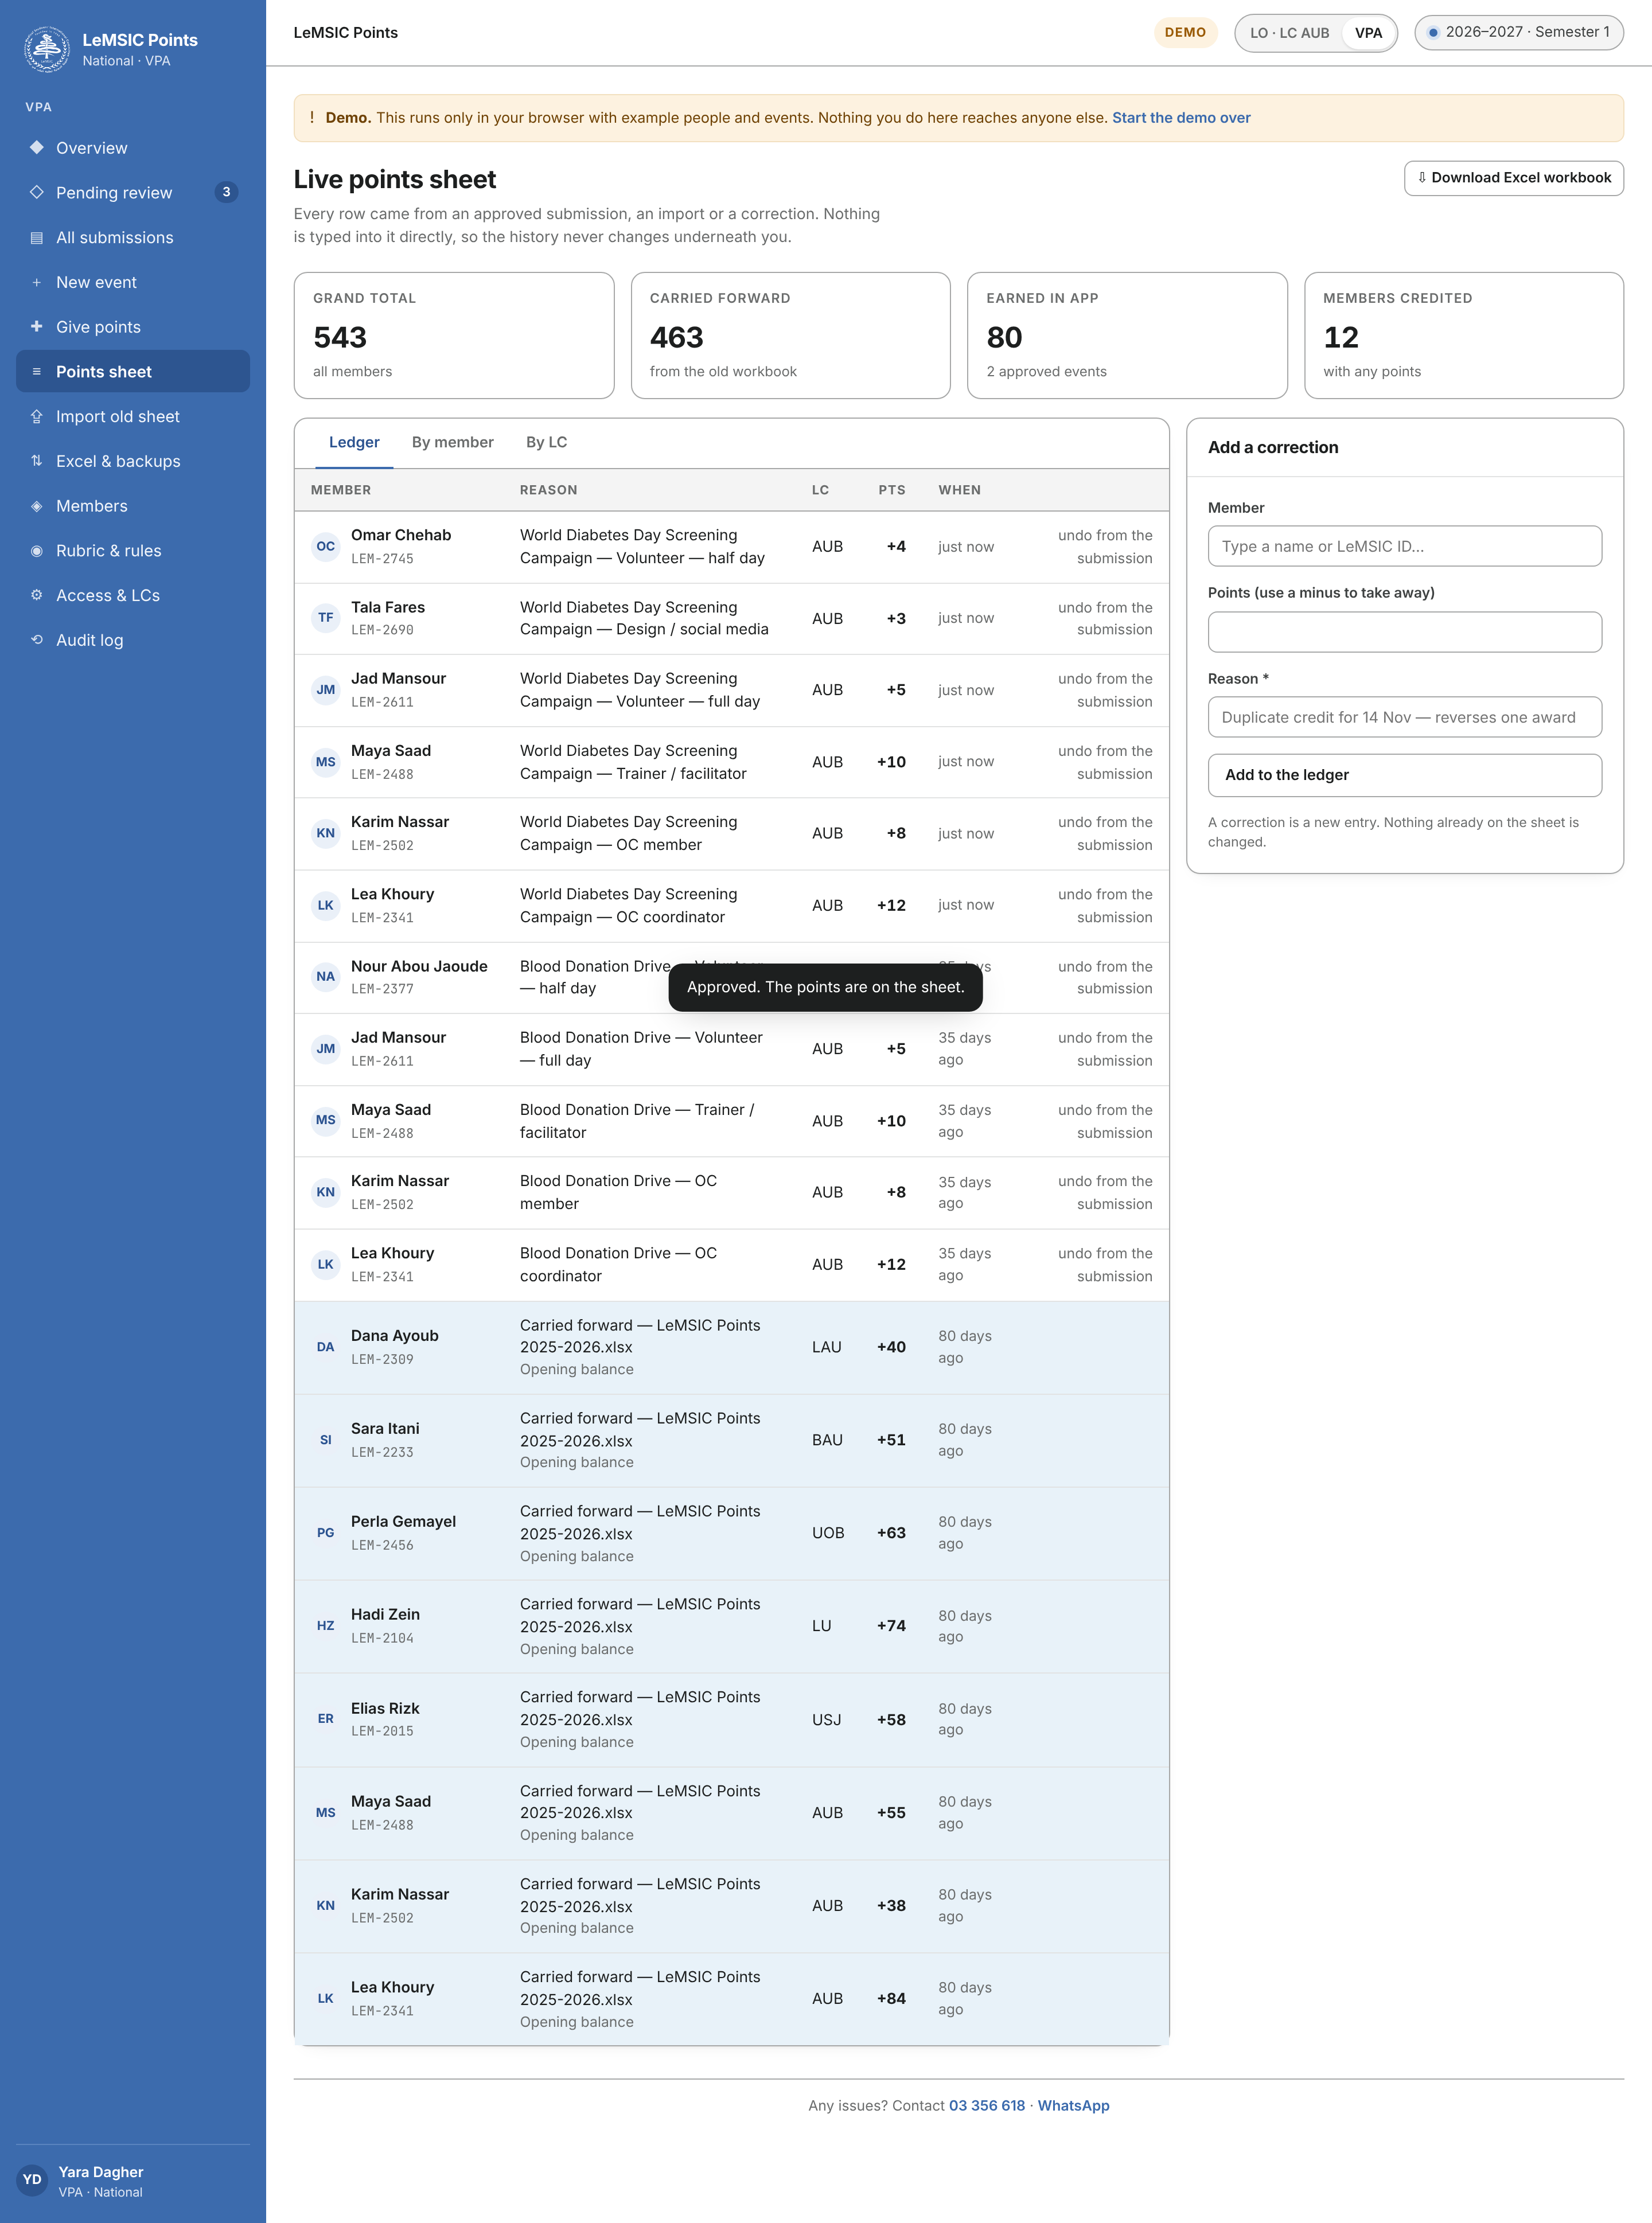 LeMSIC Points
National · VPA
VPA
Overview
Pending review 3
All submissions
New event
Give points
Points sheet
Import old sheet
Excel & backups
Members
Rubric & rules
Access & LCs
Audit log
YD
Yara Dagher
VPA · National
LeMSIC Points
DEMO
LO · LC AUB VPA
2026–2027 · Semester 1
! Demo. This runs only in your browser with example people and events. Nothing you do here reaches anyone else. Start the demo over
Live points sheet
Every row came from an approved submission, an import or a correction. Nothing
is typed into it directly, so the history never changes underneath you.
Download Excel workbook
GRAND TOTAL
543
all members
CARRIED FORWARD
463
from the old workbook
EARNED IN APP
80
2 approved events
MEMBERS CREDITED
12
with any points
Ledger By member By LC
MEMBER REASON LC PTS WHEN
OC Omar Chehab
LEM-2745
World Diabetes Day Screening
Campaign — Volunteer — half day
AUB +4 just now
undo from the
submission
TF Tala Fares
LEM-2690
World Diabetes Day Screening
Campaign — Design / social media
AUB +3 just now
undo from the
submission
JM Jad Mansour
LEM-2611
World Diabetes Day Screening
Campaign — Volunteer — full day
AUB +5 just now
undo from the
submission
MS Maya Saad
LEM-2488
World Diabetes Day Screening
Campaign — Trainer / facilitator
AUB +10 just now
undo from the
submission
KN Karim Nassar
LEM-2502
World Diabetes Day Screening
Campaign — OC member
AUB +8 just now
undo from the
submission
LK Lea Khoury
LEM-2341
World Diabetes Day Screening
Campaign — OC coordinator
AUB +12 just now
undo from the
submission
NA Nour Abou Jaoude
LEM-2377
Blood Donation Drive
— half day
undo from the
submission
Approved. The points are on the sheet.
JM Jad Mansour
LEM-2611
Blood Donation Drive — Volunteer
— full day
AUB +5
35 days
ago
undo from the
submission
MS Maya Saad
LEM-2488
Blood Donation Drive — Trainer /
facilitator
AUB +10
35 days
ago
undo from the
submission
KN Karim Nassar
LEM-2502
Blood Donation Drive — OC
member
AUB +8
35 days
ago
undo from the
submission
LK Lea Khoury
LEM-2341
Blood Donation Drive — OC
coordinator
AUB +12
35 days
ago
undo from the
submission
DA Dana Ayoub
LEM-2309
Carried forward — LeMSIC Points
2025-2026.xlsx
Opening balance
LAU +40
80 days
ago
SI Sara Itani
LEM-2233
Carried forward — LeMSIC Points
2025-2026.xlsx
Opening balance
BAU +51
80 days
ago
PG Perla Gemayel
LEM-2456
Carried forward — LeMSIC Points
2025-2026.xlsx
Opening balance
UOB +63
80 days
ago
HZ Hadi Zein
LEM-2104
Carried forward — LeMSIC Points
2025-2026.xlsx
Opening balance
LU +74
80 days
ago
ER Elias Rizk
LEM-2015
Carried forward — LeMSIC Points
2025-2026.xlsx
Opening balance
USJ +58
80 days
ago
MS Maya Saad
LEM-2488
Carried forward — LeMSIC Points
2025-2026.xlsx
Opening balance
AUB +55
80 days
ago
KN Karim Nassar
LEM-2502
Carried forward — LeMSIC Points
2025-2026.xlsx
Opening balance
AUB +38
80 days
ago
LK Lea Khoury
LEM-2341
Carried forward — LeMSIC Points
2025-2026.xlsx
Opening balance
AUB +84
80 days
ago
Add a correction
Member
Type a name or LeMSIC ID...
Points (use a minus to take away)
Reason *
Duplicate credit for 14 Nov — reverses one award
Add to the ledger
A correction is a new entry. Nothing already on the sheet is
changed.
Any issues? Contact 03 356 618 · WhatsApp